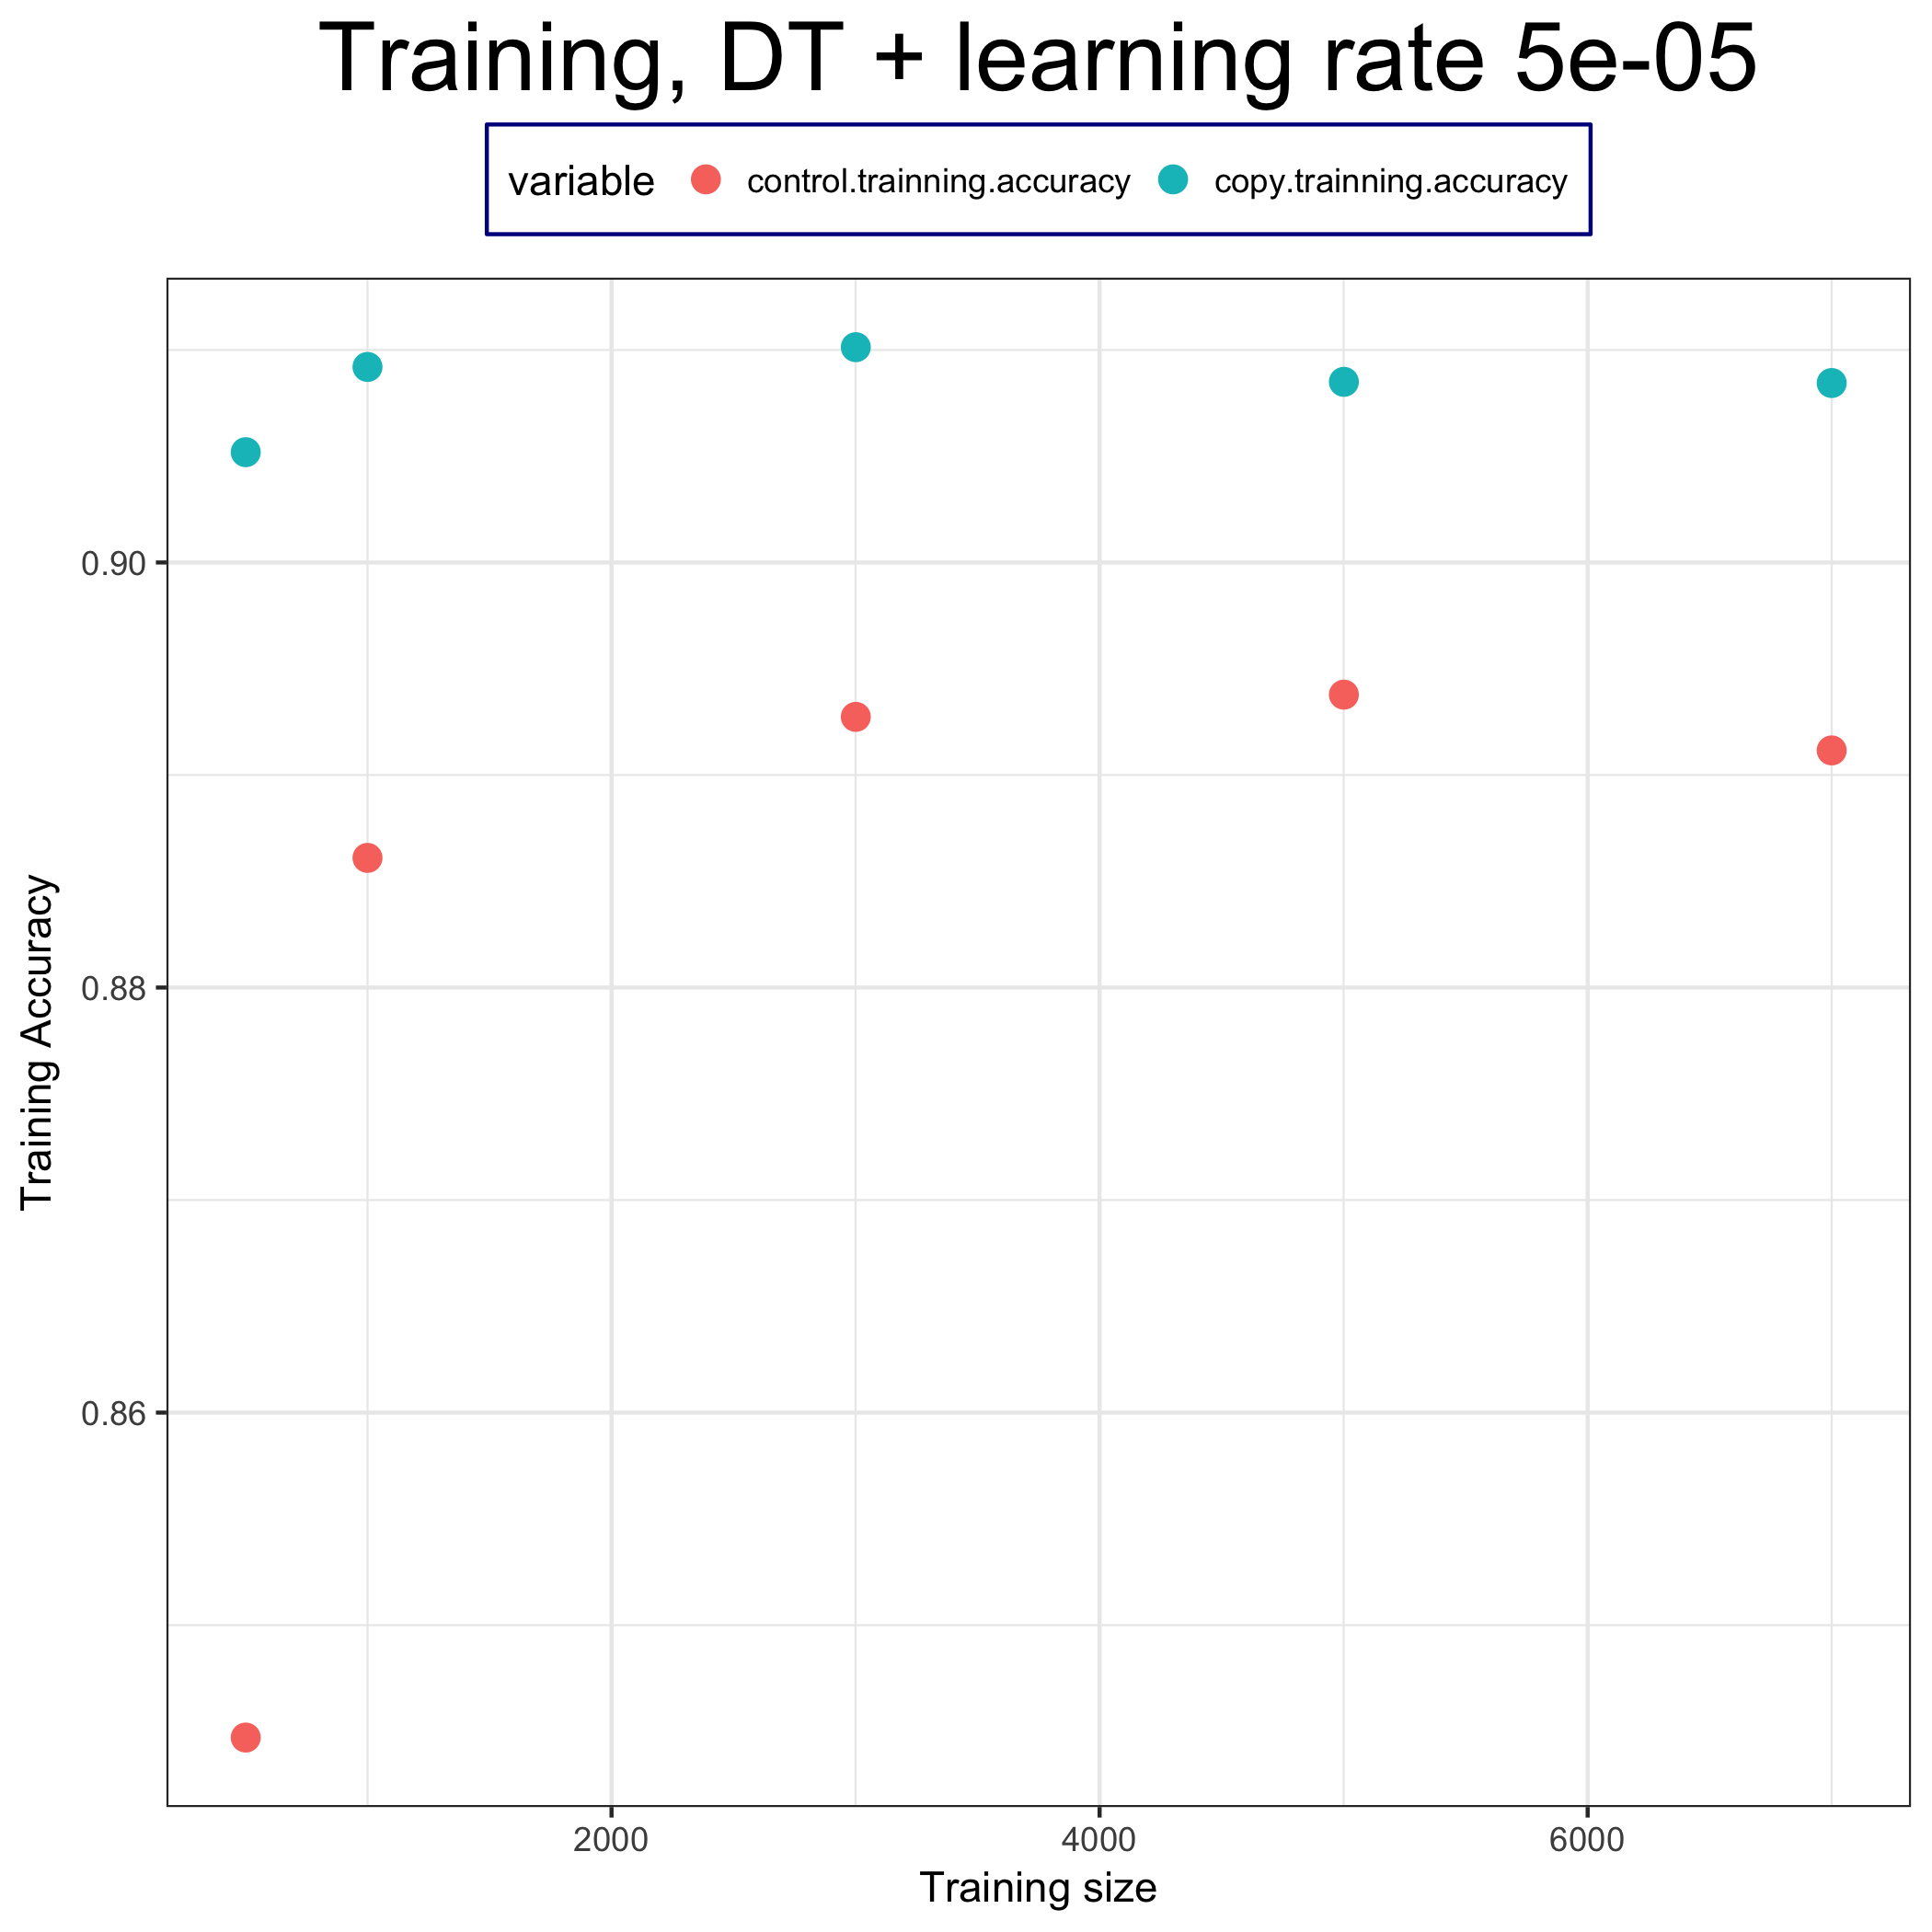 Training, DT + learning rate 5e-05
variable control.trainning.accuracy copy.trainning.accuracy
0.90
0.88
0.86
Training Accuracy
2000 4000 6000
Training size